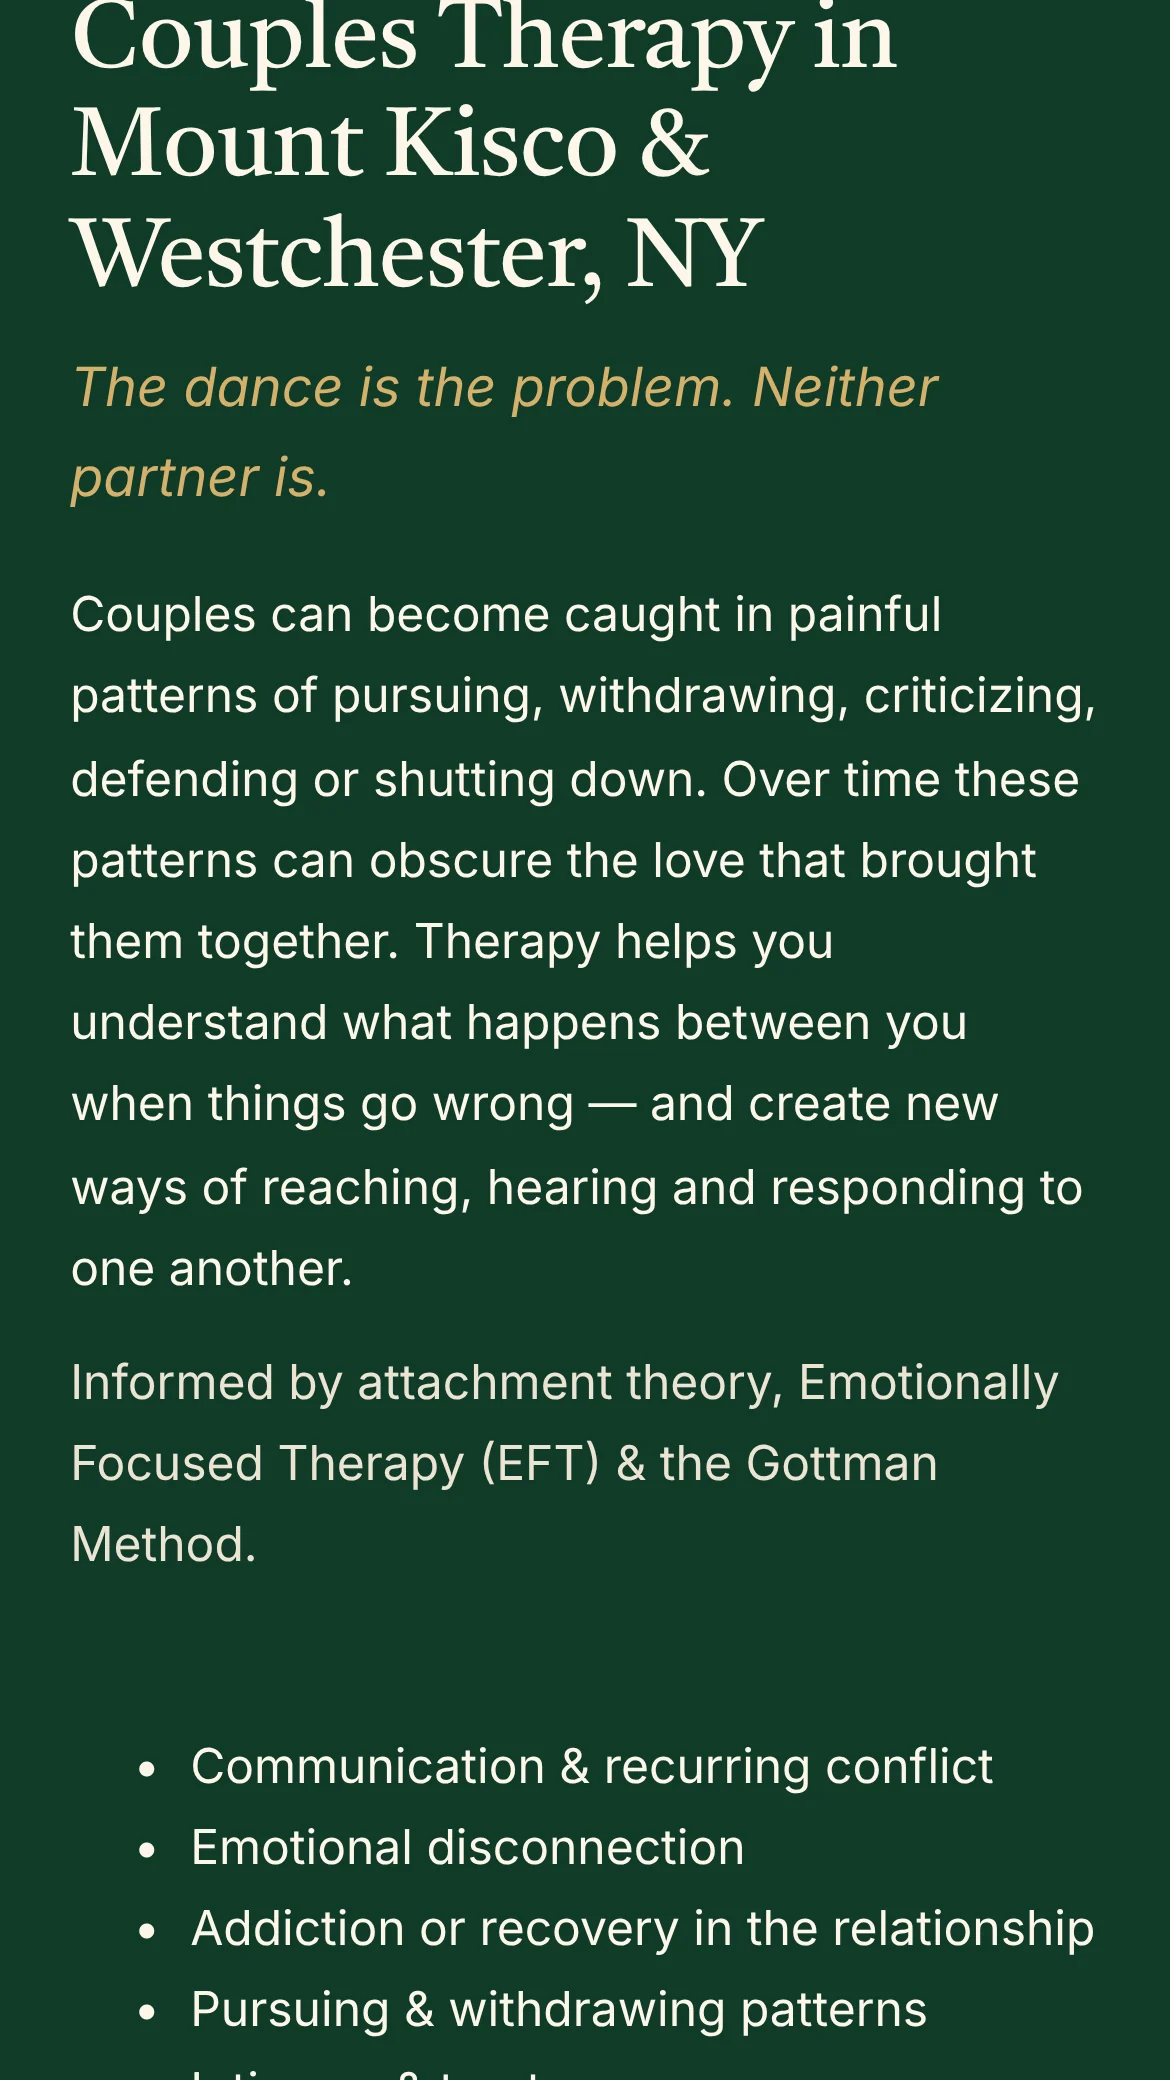 Couples Therapy in
Mount Kisco &
Westchester, NY
The dance is the problem. Neither
partner is.
Couples can become caught in painful
patterns of pursuing, withdrawing, criticizing,
defending or shutting down. Over time these
patterns can obscure the love that brought
them together. Therapy helps you
understand what happens between you
when things go wrong — and create new
ways of reaching, hearing and responding to
one another.
Informed by attachment theory, Emotionally
Focused Therapy (EFT) & the Gottman
Method.
• Communication & recurring conflict
• Emotional disconnection
• Addiction or recovery in the relationship
• Pursuing & withdrawing patterns